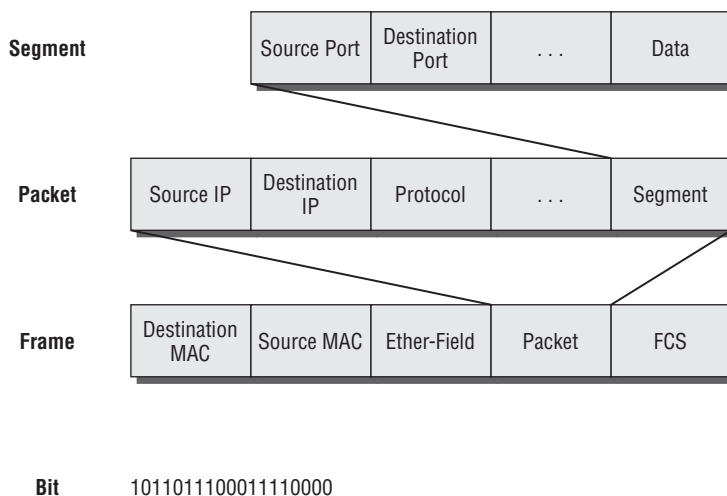 Segment
Source Port
Destination
Port
. . .
Data
Packet
Source IP
Destination
IP
Protocol
. . .
Segment
Frame
Destination
MAC
Source MAC
Ether-Field
Packet
FCS
Bit
1011011100011110000